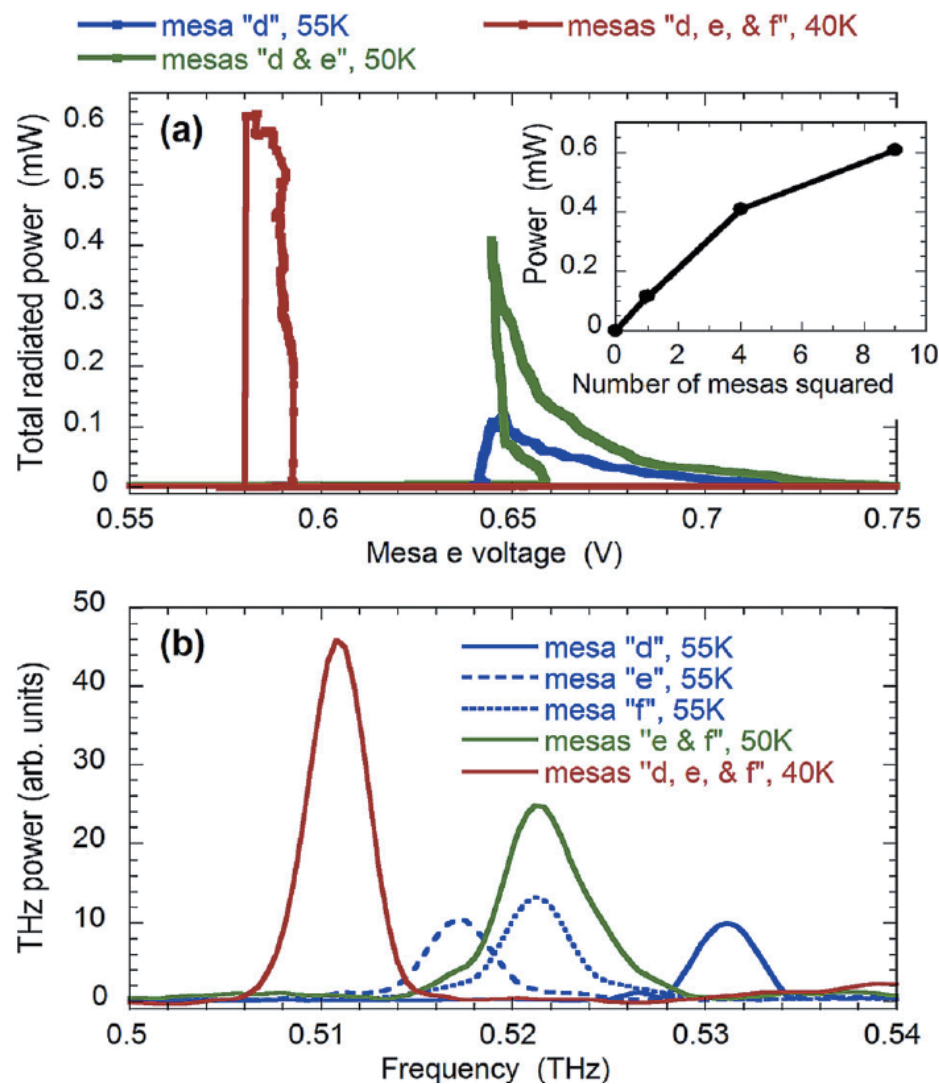 mesa "d", 55K
mesas "d, e, & f", 40K
mesas "d & e", 50K
(a)
Total radiated power (mW)
0.6
0.5
0.4
0.3
0.2
0.1
0
0.55
0.6
0.65
0.7
0.75
Mesa e voltage (V)
Power (mW)
0.6
0.4
0.2
0
0
2
4
6
8
10
Number of mesas squared
(b)
THz power (arb. units)
50
40
30
20
10
0
mesa "d", 55K
mesa "e", 55K
mesa "f", 55K
mesas "e & f", 50K
mesas "d, e, & f", 40K
0.5
0.51
0.52
0.53
0.54
Frequency (THz)